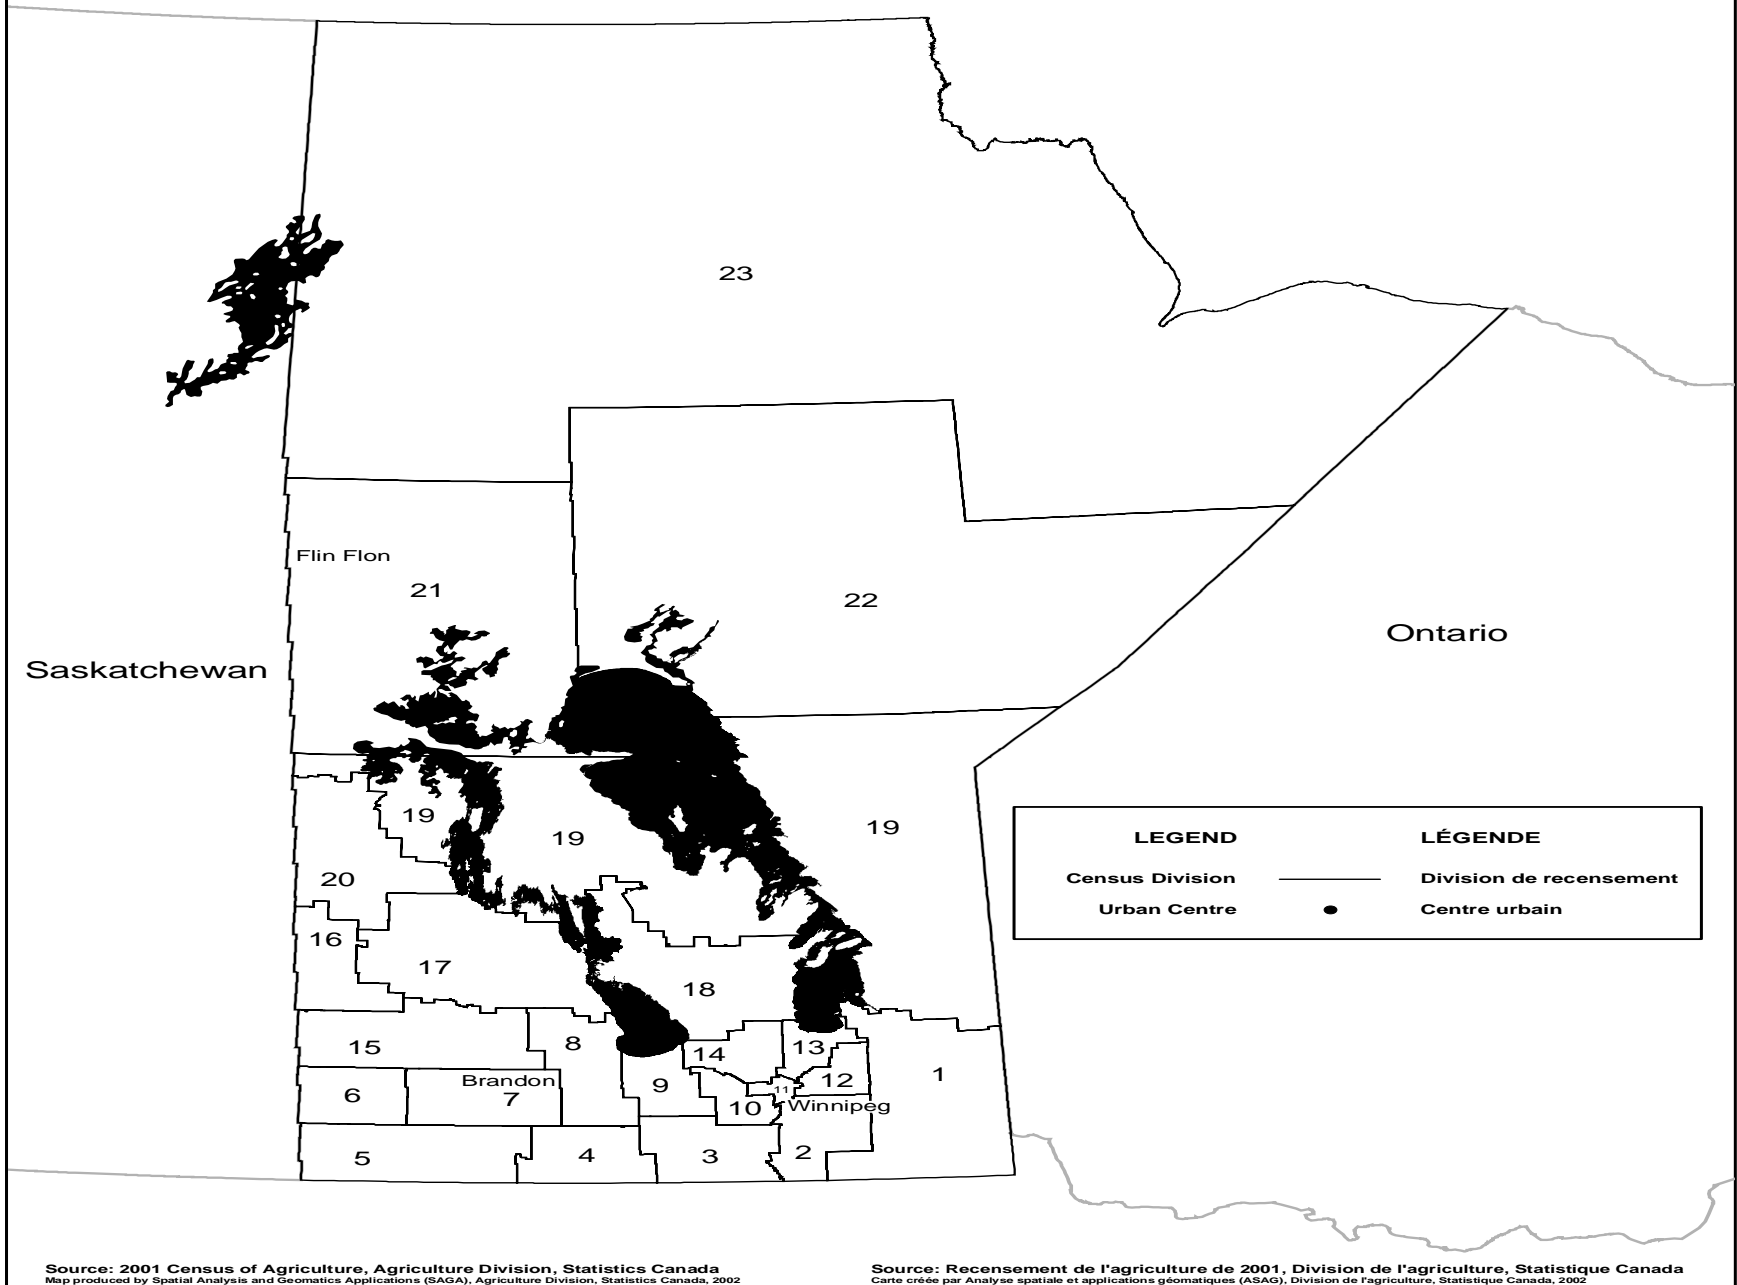 23
Flin Flon
21
22
Ontario
Saskatchewan
19
19
19
LEGEND
LÉGENDE
Census Division
Division de recensement
20
Urban Centre
Centre urbain
16
17
18
15
8
14
13
1
Brandon
12
6
7
9
11
10
Winnipeg
5
4
3
2
Source: 2001 Census of Agriculture, Agriculture Division, Statistics Canada
Map produced by Spatial Analysis and Geomatics Applications (SAGA), Agriculture Division, Statistics Canada, 2002
Source: Recensement de l'agriculture de 2001, Division de l'agriculture, Statistique Canada
Carte créée par Analyse spatiale et applications géomatiques (ASAG), Division de l'agriculture, Statistique Canada, 2002